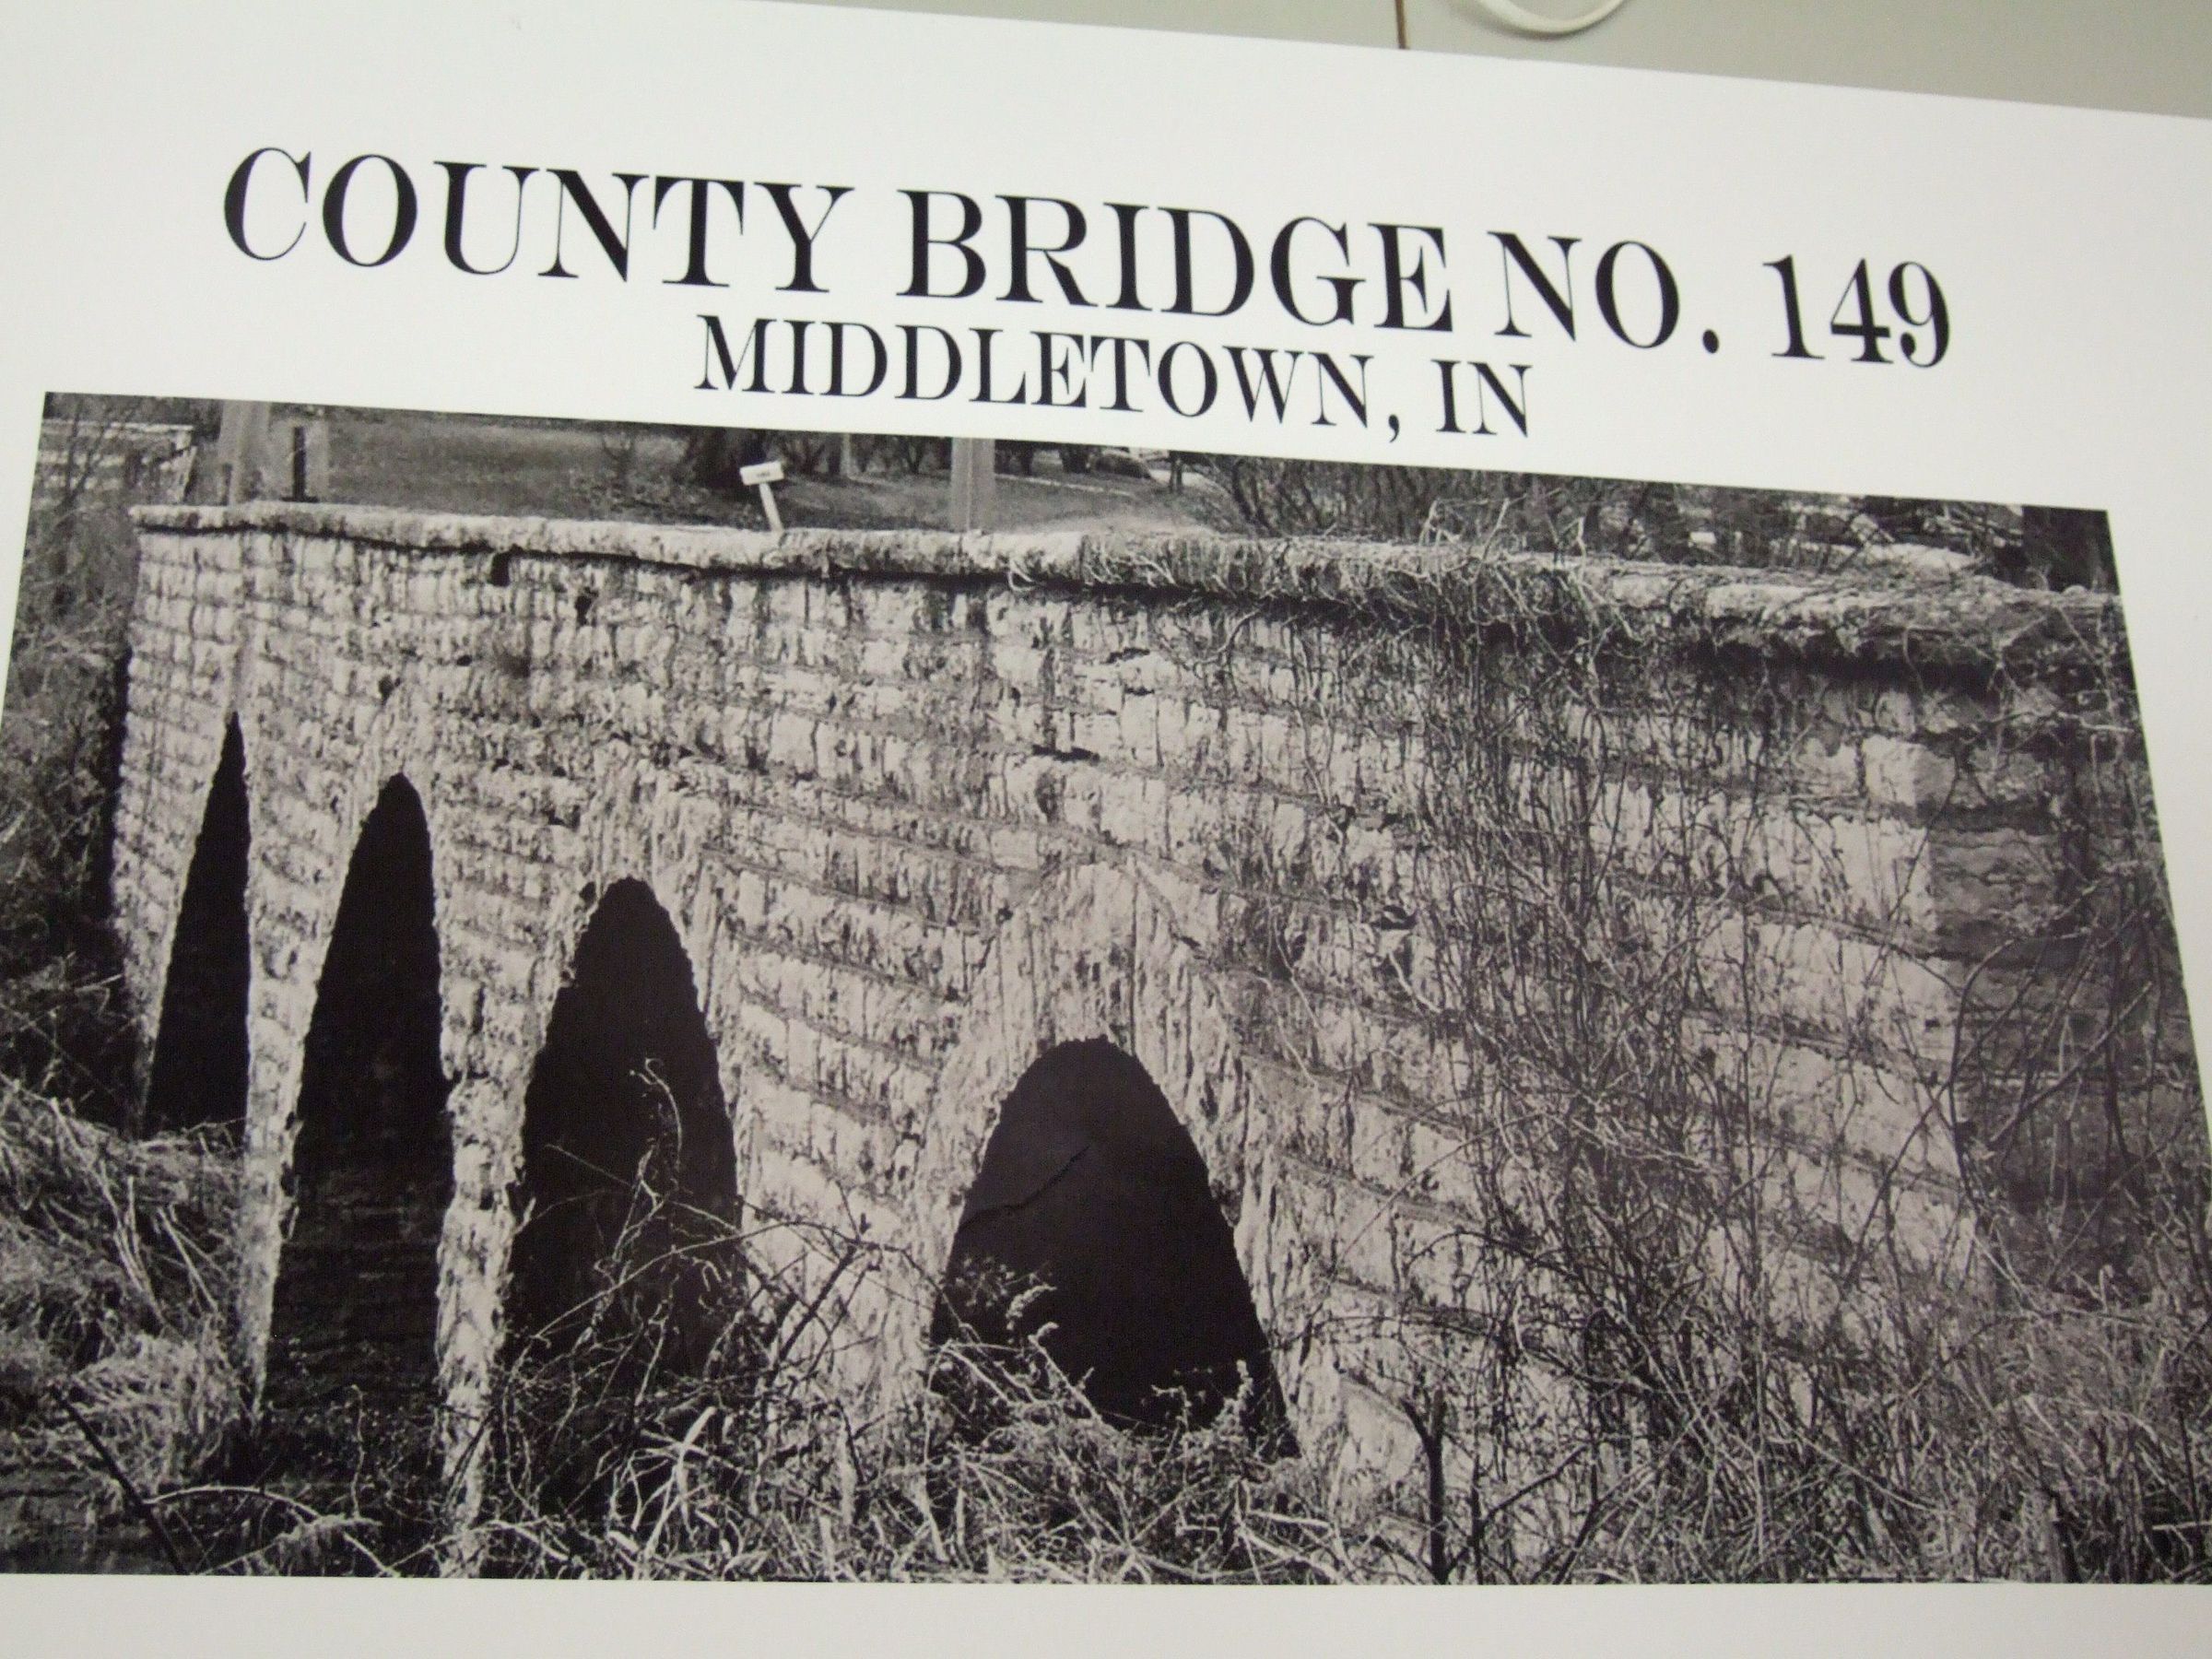 COUNTY BRIDGE NO. 149
MIDDLETOWN, IN